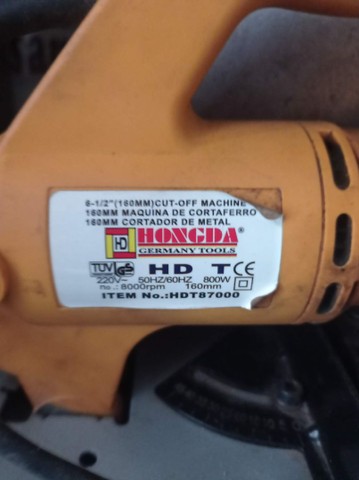 6-1/2"(160MM)CUT-OFF MACHINE
160MM MAQUINA DE CORTAFERRO
160MM CORTADOR DE METAL
HD HONGDA®
GERMANY TOOLS
TUV GS HD T CE
220V~ 50HZ/60HZ 800W
no.: 8000rpm 160mm
ITEM No.:HDT87000